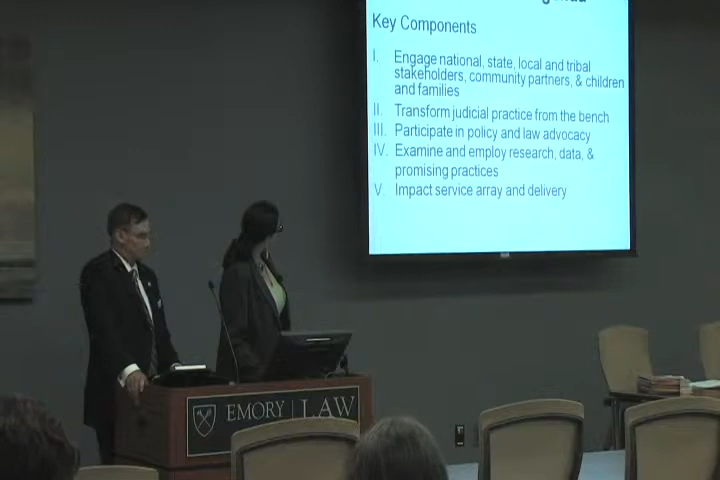 Key Components
I. Engage national, state, local and tribal
stakeholders, community partners, & children
and families
II. Transform judicial practice from the bench
III. Participate in policy and law advocacy
IV. Examine and employ research, data, &
promising practices
V. Impact service array and delivery
EMORY | LAW